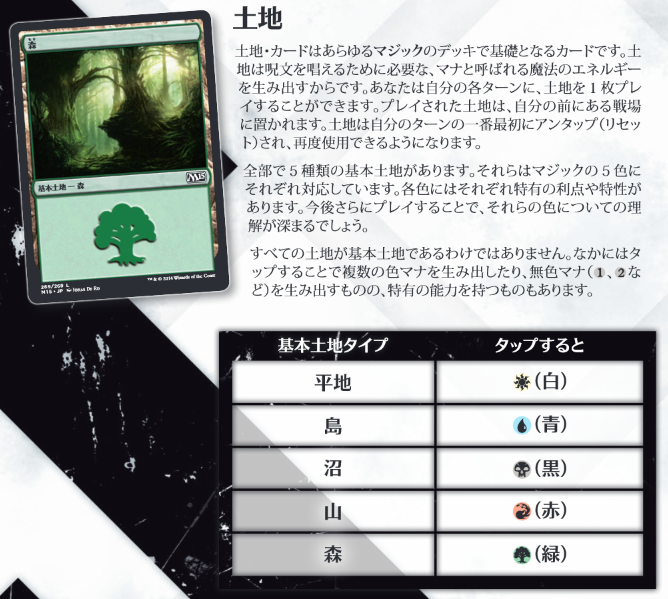 土地
土地・カードはあらゆるマジックのデッキで基礎となるカードです。土
地は呪文を唱えるために必要な、マナと呼ばれる魔法のエネルギー
を生み出すからです。あなたは自分の各ターンに、土地を1枚プレ
イすることができます。プレイされた土地は、自分の前にある戦場
に置かれます。土地は自分のターンの一番最初にアンタップ(リセッ
ト)され、再度使用できるようになります。
全部で5種類の基本土地があります。それらはマジックの5色に
それぞれ対応しています。各色にはそれぞれ特有の利点や特性が
あります。今後さらにプレイすることで、それらの色についての理
解が深まるでしょう。
すべての土地が基本土地であるわけではありません。なかにはタ
ップすることで複数の色マナを生み出したり、無色マナ(1、2な
ど)を生み出すものの、特有の能力を持つものもあります。
森
基本土地 — 森
M15
269/269 L
M15・JP
™ & © 2014 Wizards of the Coast
基本土地タイプ タップすると
平地 (白)
島 (青)
沼 (黒)
山 (赤)
森 (緑)